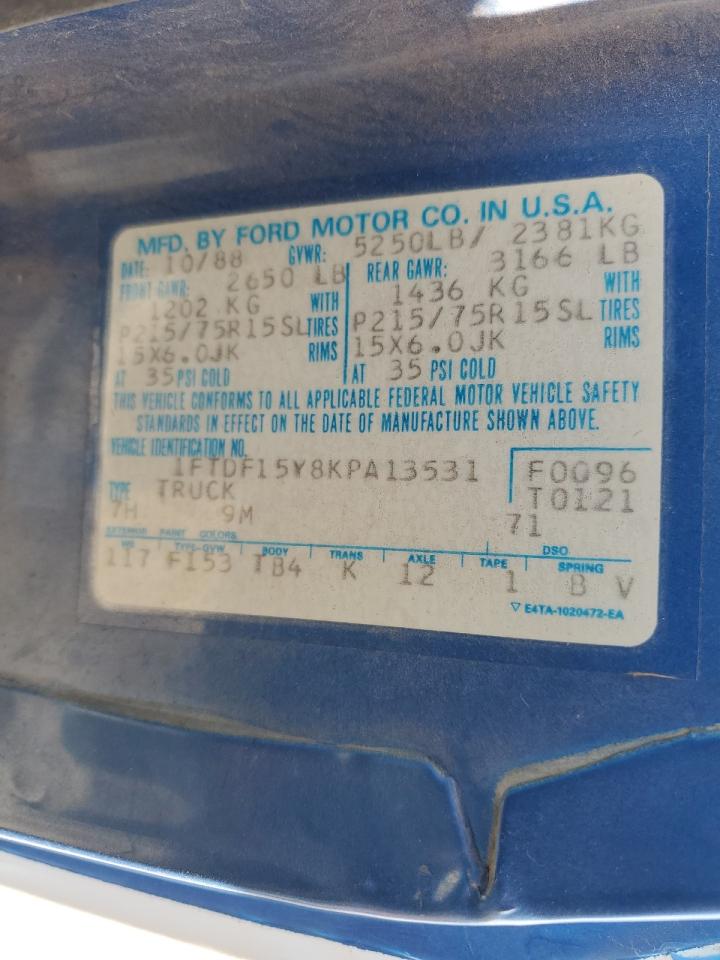 MFD. BY FORD MOTOR CO. IN U.S.A.
DATE: 10/88 GVWR: 5250LB/ 2381KG
FRONT GAWR: 2650 LB REAR GAWR: 3166 LB
1202 KG WITH 1436 KG WITH
P215/75R15SL TIRES P215/75R15SL TIRES
15X6.0JK RIMS 15X6.0JK RIMS
AT 35 PSI COLD AT 35 PSI COLD
THIS VEHICLE CONFORMS TO ALL APPLICABLE FEDERAL MOTOR VEHICLE SAFETY
STANDARDS IN EFFECT ON THE DATE OF MANUFACTURE SHOWN ABOVE.
VEHICLE IDENTIFICATION NO.
1FTDF15Y8KPA13531 F0096
TYPE TRUCK T0121
7H 9M 71
EXTERIOR PAINT COLORS DSO
WB TYPE-GVW BODY TRANS AXLE TAPE SPRING
117 F153 TB4 K 12 1 B V
▽ E4TA-1020472-EA